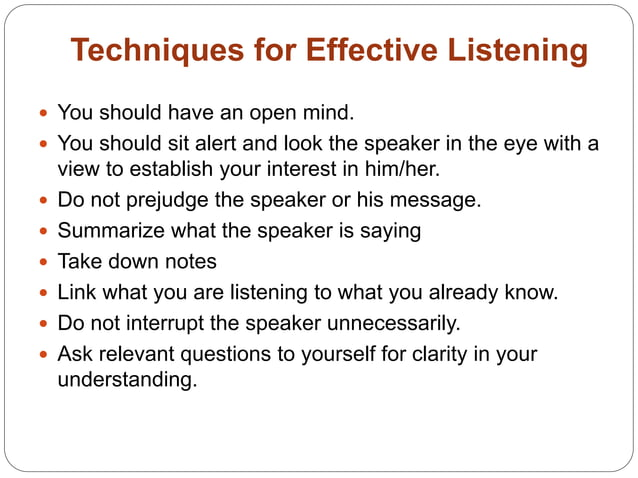 Techniques for Effective Listening
• You should have an open mind.
• You should sit alert and look the speaker in the eye with a
view to establish your interest in him/her.
• Do not prejudge the speaker or his message.
• Summarize what the speaker is saying
• Take down notes
• Link what you are listening to what you already know.
• Do not interrupt the speaker unnecessarily.
• Ask relevant questions to yourself for clarity in your
understanding.